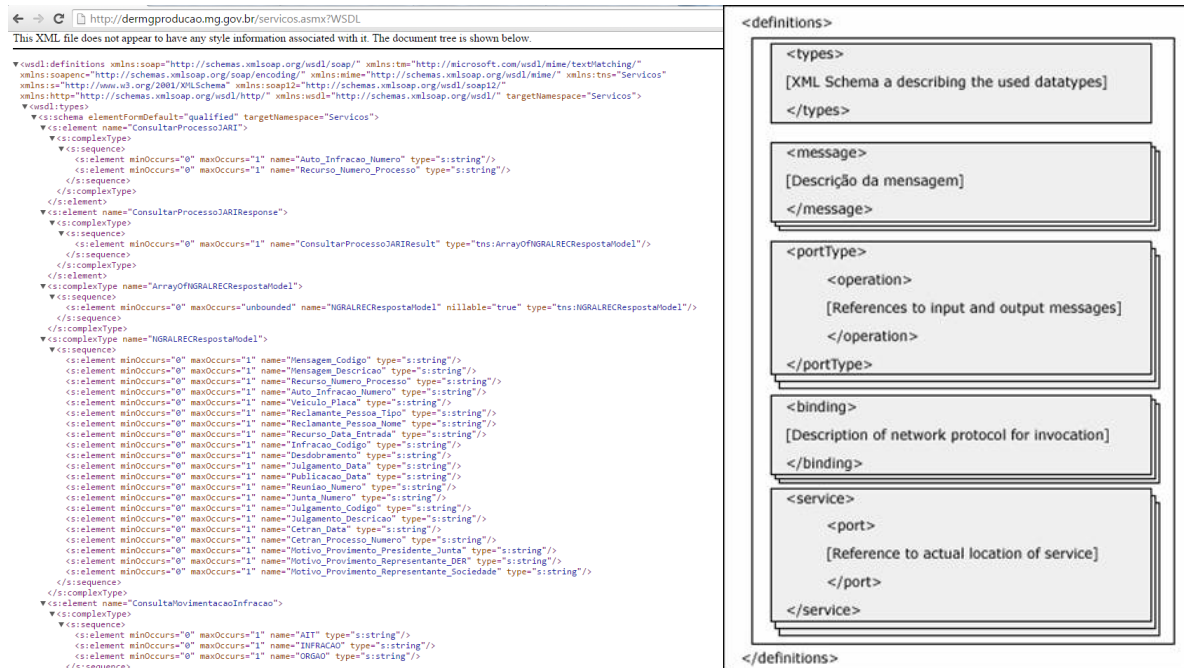 http://dermgproducao.mg.gov.br/servicos.asmx?WSDL
This XML file does not appear to have any style information associated with it. The document tree is shown below.
▼<wsdl:definitions xmlns:soap="http://schemas.xmlsoap.org/wsdl/soap/" xmlns:tm="http://microsoft.com/wsdl/mime/textMatching/"
xmlns:soapenc="http://schemas.xmlsoap.org/soap/encoding/" xmlns:mime="http://schemas.xmlsoap.org/wsdl/mime/" xmlns:tns="Servicos"
xmlns:s="http://www.w3.org/2001/XMLSchema" xmlns:soap12="http://schemas.xmlsoap.org/wsdl/soap12/"
xmlns:http="http://schemas.xmlsoap.org/wsdl/http/" xmlns:wsdl="http://schemas.xmlsoap.org/wsdl/" targetNamespace="Servicos">
▼<wsdl:types>
▼<s:schema elementFormDefault="qualified" targetNamespace="Servicos">
▼<s:element name="ConsultarProcessoJARI">
▼<s:complexType>
▼<s:sequence>
<s:element minOccurs="0" maxOccurs="1" name="Auto_Infracao_Numero" type="s:string"/>
<s:element minOccurs="0" maxOccurs="1" name="Recurso_Numero_Processo" type="s:string"/>
</s:sequence>
</s:complexType>
</s:element>
▼<s:element name="ConsultarProcessoJARIResponse">
▼<s:complexType>
▼<s:sequence>
<s:element minOccurs="0" maxOccurs="1" name="ConsultarProcessoJARIResult" type="tns:ArrayOfNGRALRECRespostaModel"/>
</s:sequence>
</s:complexType>
</s:element>
▼<s:complexType name="ArrayOfNGRALRECRespostaModel">
▼<s:sequence>
<s:element minOccurs="0" maxOccurs="unbounded" name="NGRALRECRespostaModel" nillable="true" type="tns:NGRALRECRespostaModel"/>
</s:sequence>
</s:complexType>
▼<s:complexType name="NGRALRECRespostaModel">
▼<s:sequence>
<s:element minOccurs="0" maxOccurs="1" name="Mensagem_Codigo" type="s:string"/>
<s:element minOccurs="0" maxOccurs="1" name="Mensagem_Descricao" type="s:string"/>
<s:element minOccurs="0" maxOccurs="1" name="Recurso_Numero_Processo" type="s:string"/>
<s:element minOccurs="0" maxOccurs="1" name="Auto_Infracao_Numero" type="s:string"/>
<s:element minOccurs="0" maxOccurs="1" name="Veiculo_Placa" type="s:string"/>
<s:element minOccurs="0" maxOccurs="1" name="Reclamante_Pessoa_Tipo" type="s:string"/>
<s:element minOccurs="0" maxOccurs="1" name="Reclamante_Pessoa_Nome" type="s:string"/>
<s:element minOccurs="0" maxOccurs="1" name="Recurso_Data_Entrada" type="s:string"/>
<s:element minOccurs="0" maxOccurs="1" name="Infracao_Codigo" type="s:string"/>
<s:element minOccurs="0" maxOccurs="1" name="Desdobramento" type="s:string"/>
<s:element minOccurs="0" maxOccurs="1" name="Julgamento_Data" type="s:string"/>
<s:element minOccurs="0" maxOccurs="1" name="Publicacao_Data" type="s:string"/>
<s:element minOccurs="0" maxOccurs="1" name="Reuniao_Numero" type="s:string"/>
<s:element minOccurs="0" maxOccurs="1" name="Junta_Numero" type="s:string"/>
<s:element minOccurs="0" maxOccurs="1" name="Julgamento_Codigo" type="s:string"/>
<s:element minOccurs="0" maxOccurs="1" name="Julgamento_Descricao" type="s:string"/>
<s:element minOccurs="0" maxOccurs="1" name="Cetran_Data" type="s:string"/>
<s:element minOccurs="0" maxOccurs="1" name="Cetran_Processo_Numero" type="s:string"/>
<s:element minOccurs="0" maxOccurs="1" name="Motivo_Provimento_Presidente_Junta" type="s:string"/>
<s:element minOccurs="0" maxOccurs="1" name="Motivo_Provimento_Representante_DER" type="s:string"/>
<s:element minOccurs="0" maxOccurs="1" name="Motivo_Provimento_Representante_Sociedade" type="s:string"/>
</s:sequence>
</s:complexType>
▼<s:element name="ConsultaMovimentacaoInfracao">
▼<s:complexType>
▼<s:sequence>
<s:element minOccurs="0" maxOccurs="1" name="AIT" type="s:string"/>
<s:element minOccurs="0" maxOccurs="1" name="INFRACAO" type="s:string"/>
<s:element minOccurs="0" maxOccurs="1" name="ORGAO" type="s:string"/>
</s:sequence>
<definitions>
<types>
[XML Schema a describing the used datatypes]
</types>
<message>
[Descrição da mensagem]
</message>
<portType>
<operation>
[References to input and output messages]
</operation>
</portType>
<binding>
[Description of network protocol for invocation]
</binding>
<service>
<port>
[Reference to actual location of service]
</port>
</service>
</definitions>